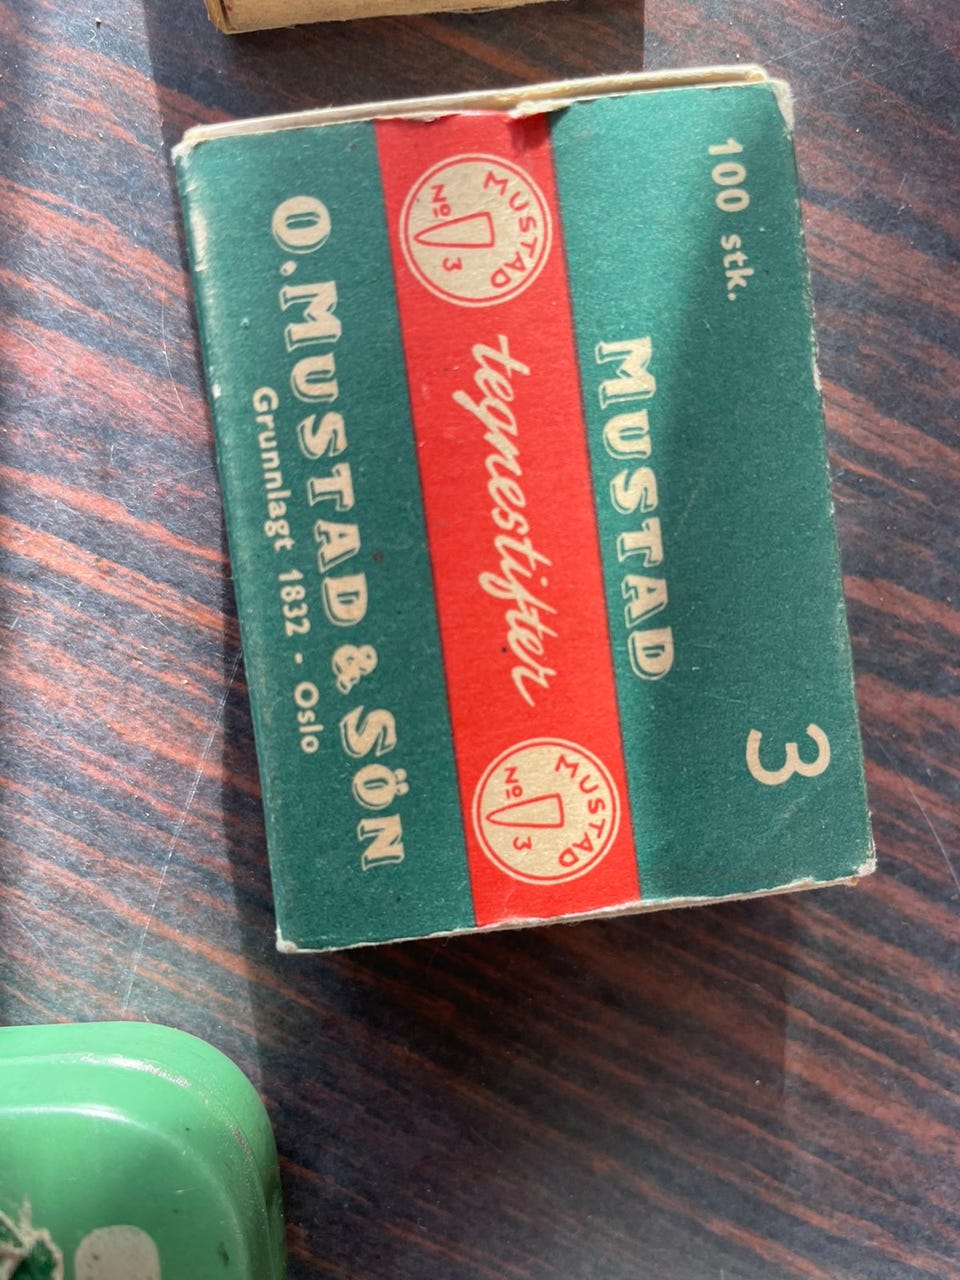 100 stk.
3
MUSTAD
MUSTAD
No 3
tegnestifter
MUSTAD
No 3
O. MUSTAD & SÖN
Grunnlagt 1832 - Oslo